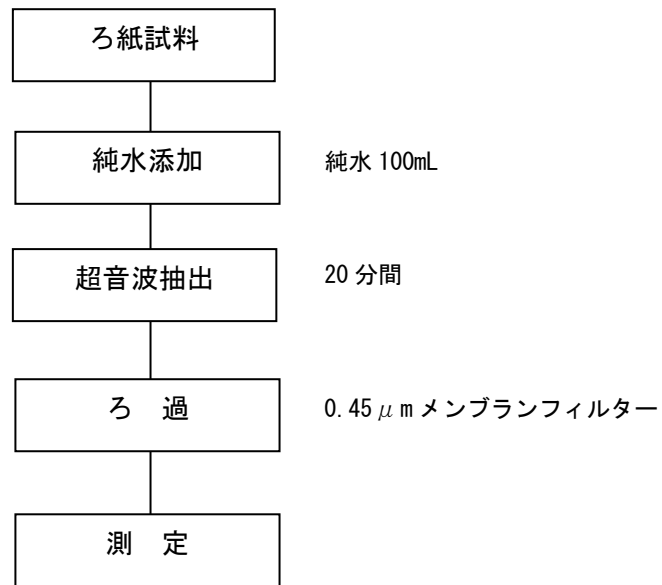 ろ紙試料
純水添加 純水 100mL
超音波抽出 20 分間
ろ 過 0.45μm メンブランフィルター
測 定